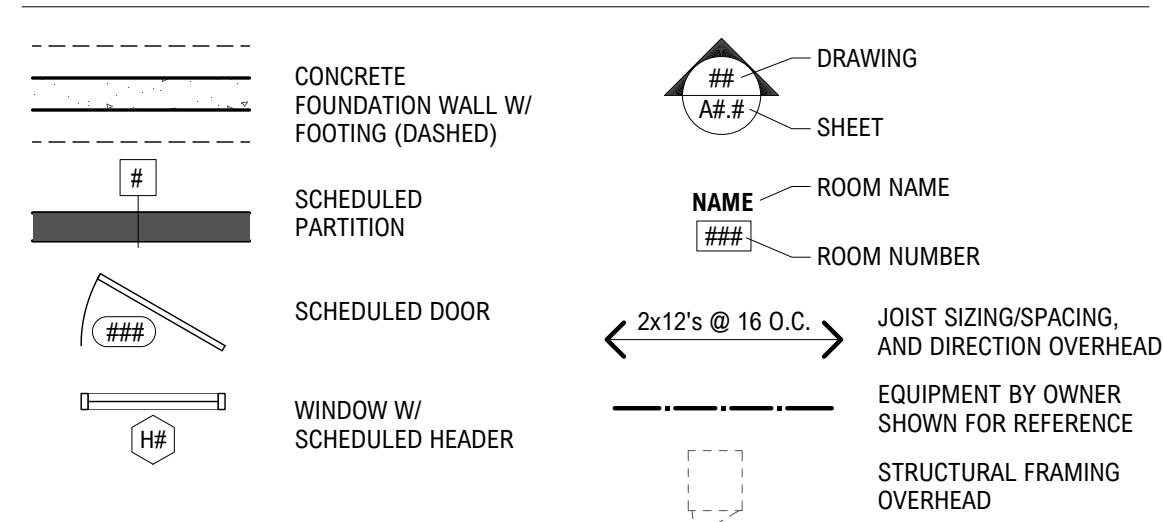 CONCRETE
FOUNDATION WALL W/
FOOTING (DASHED)
#
SCHEDULED
PARTITION
###
SCHEDULED DOOR
H#
WINDOW W/
SCHEDULED HEADER
##
A#.#
DRAWING
SHEET
NAME
###
ROOM NAME
ROOM NUMBER
2x12's @ 16 O.C.
JOIST SIZING/SPACING,
AND DIRECTION OVERHEAD
EQUIPMENT BY OWNER
SHOWN FOR REFERENCE
STRUCTURAL FRAMING
OVERHEAD